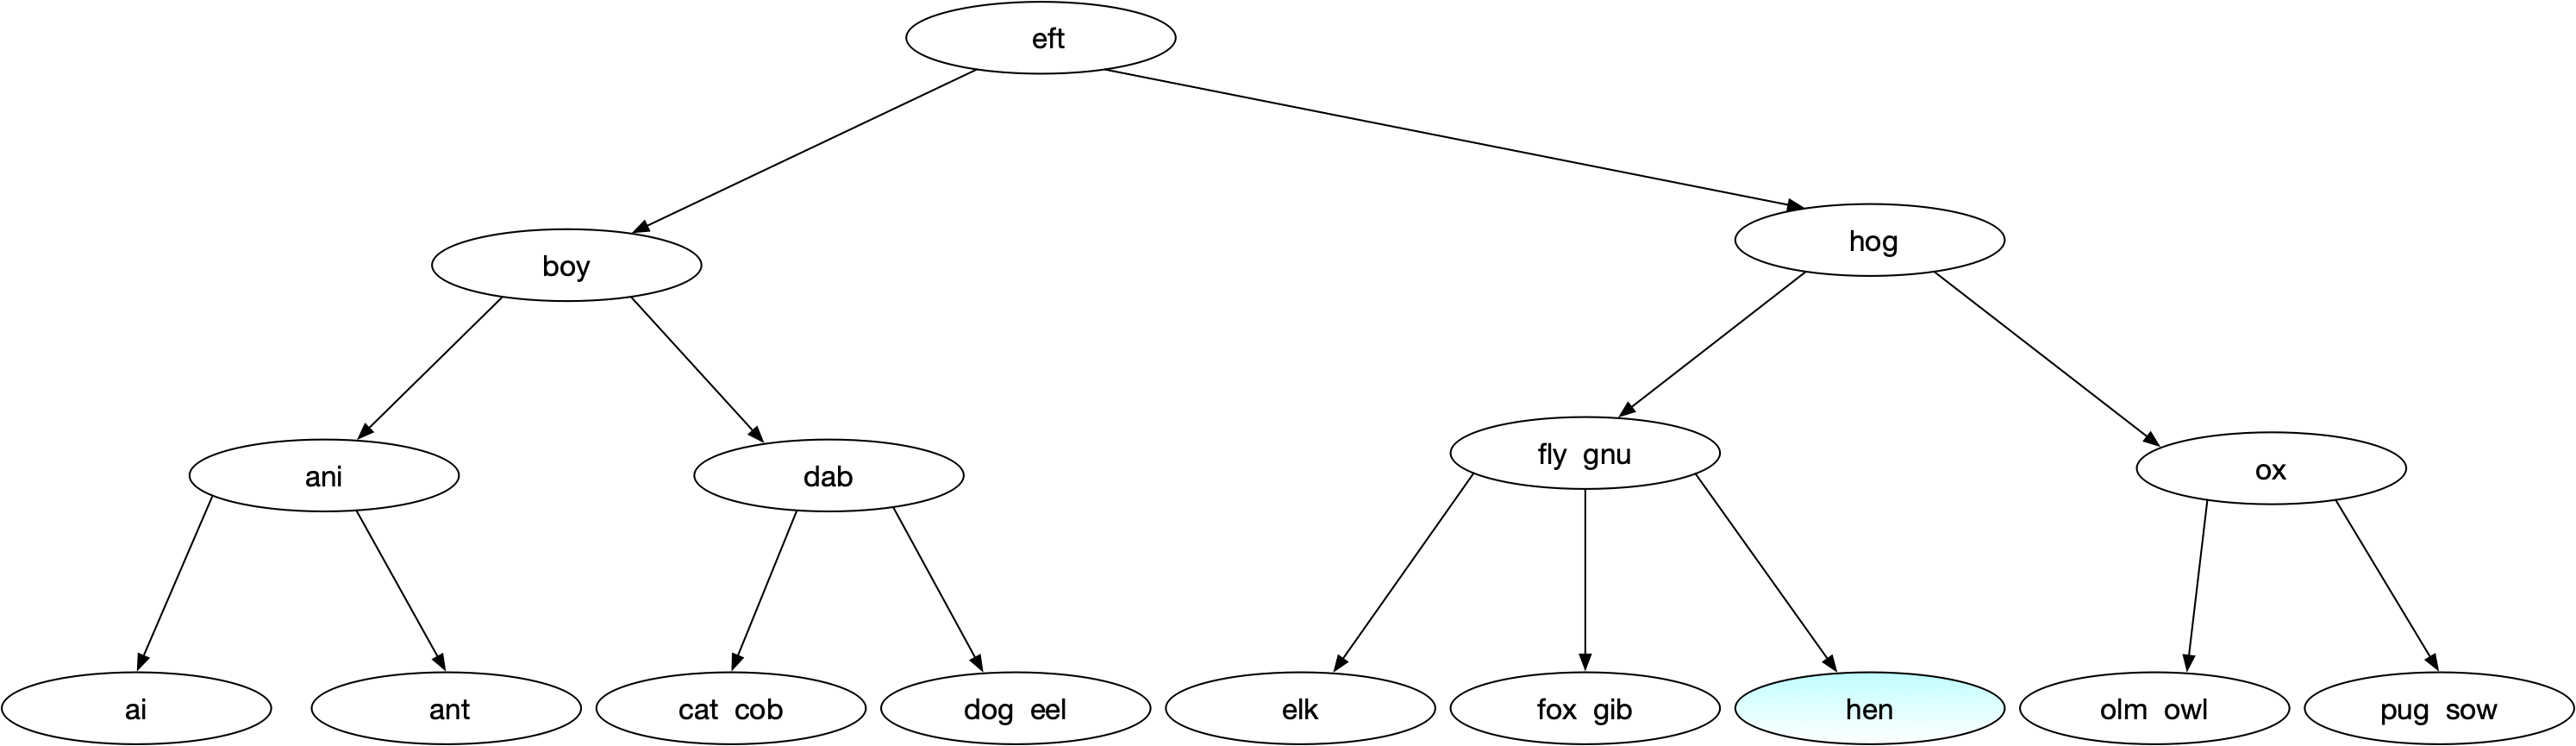 eft
boy
hog
ani
dab
fly gnu
ox
ai
ant
cat cob
dog eel
elk
fox gib
hen
olm owl
pug sow